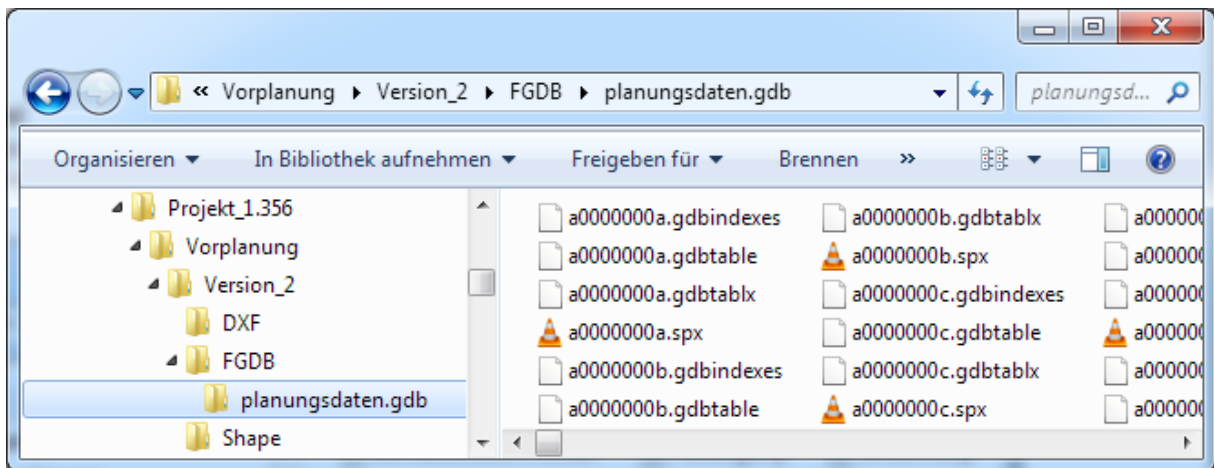 « Vorplanung ▸ Version_2 ▸ FGDB ▸ planungsdaten.gdb planungsd...
Organisieren In Bibliothek aufnehmen Freigeben für Brennen »
Projekt_1.356
Vorplanung
Version_2
DXF
FGDB
planungsdaten.gdb
Shape
a0000000a.gdbindexes
a0000000a.gdbtable
a0000000a.gdbtablx
a0000000a.spx
a0000000b.gdbindexes
a0000000b.gdbtable
a0000000b.gdbtablx
a0000000b.spx
a0000000c.gdbindexes
a0000000c.gdbtable
a0000000c.gdbtablx
a0000000c.spx